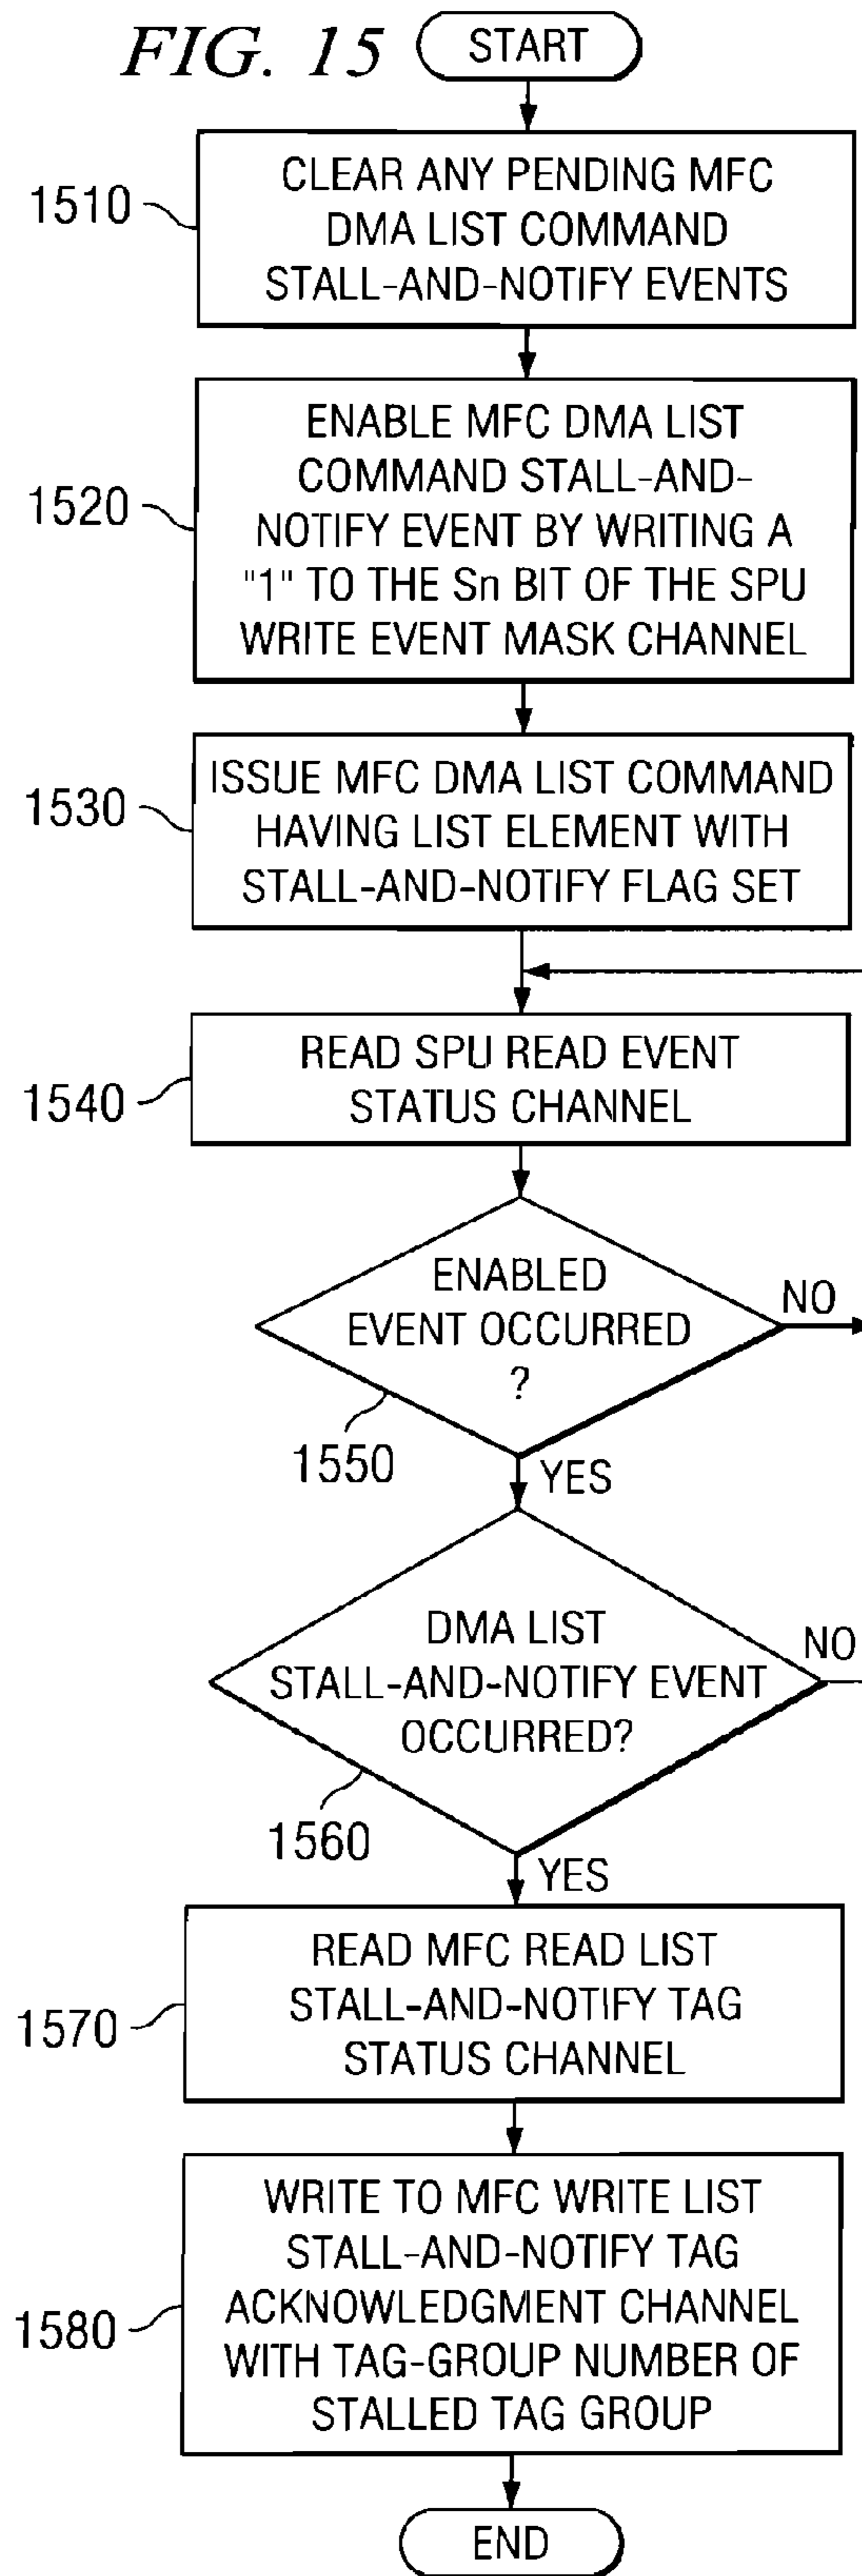 FIG. 15
START
1510
CLEAR ANY PENDING MFC
DMA LIST COMMAND
STALL-AND-NOTIFY EVENTS
1520
ENABLE MFC DMA LIST
COMMAND STALL-AND-
NOTIFY EVENT BY WRITING A
"1" TO THE Sn BIT OF THE SPU
WRITE EVENT MASK CHANNEL
1530
ISSUE MFC DMA LIST COMMAND
HAVING LIST ELEMENT WITH
STALL-AND-NOTIFY FLAG SET
1540
READ SPU READ EVENT
STATUS CHANNEL
ENABLED
EVENT OCCURRED
?
NO
1550
YES
DMA LIST
STALL-AND-NOTIFY EVENT
OCCURRED?
NO
1560
YES
1570
READ MFC READ LIST
STALL-AND-NOTIFY TAG
STATUS CHANNEL
1580
WRITE TO MFC WRITE LIST
STALL-AND-NOTIFY TAG
ACKNOWLEDGMENT CHANNEL
WITH TAG-GROUP NUMBER OF
STALLED TAG GROUP
END